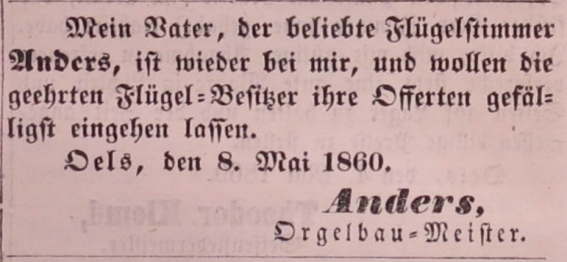 Mein Vater, der beliebte Flügelstimmer
Anders, ist wieder bei mir, und wollen die
geehrten Flügel=Besitzer ihre Offerten gefäl=
ligst eingehen lassen.
Oels, den 8. Mai 1860.
Anders,
Orgelbau=Meister.